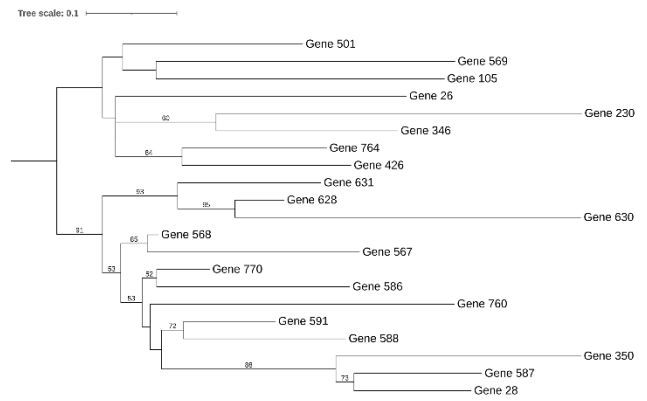 Tree scale: 0.1
Gene 501
Gene 569
Gene 105
Gene 26
60
Gene 230
Gene 346
Gene 764
84
Gene 426
Gene 631
93
Gene 628
95
Gene 630
91
Gene 568
65
Gene 567
53
Gene 770
52
Gene 586
53
Gene 760
Gene 591
72
Gene 588
Gene 350
88
Gene 587
73
Gene 28